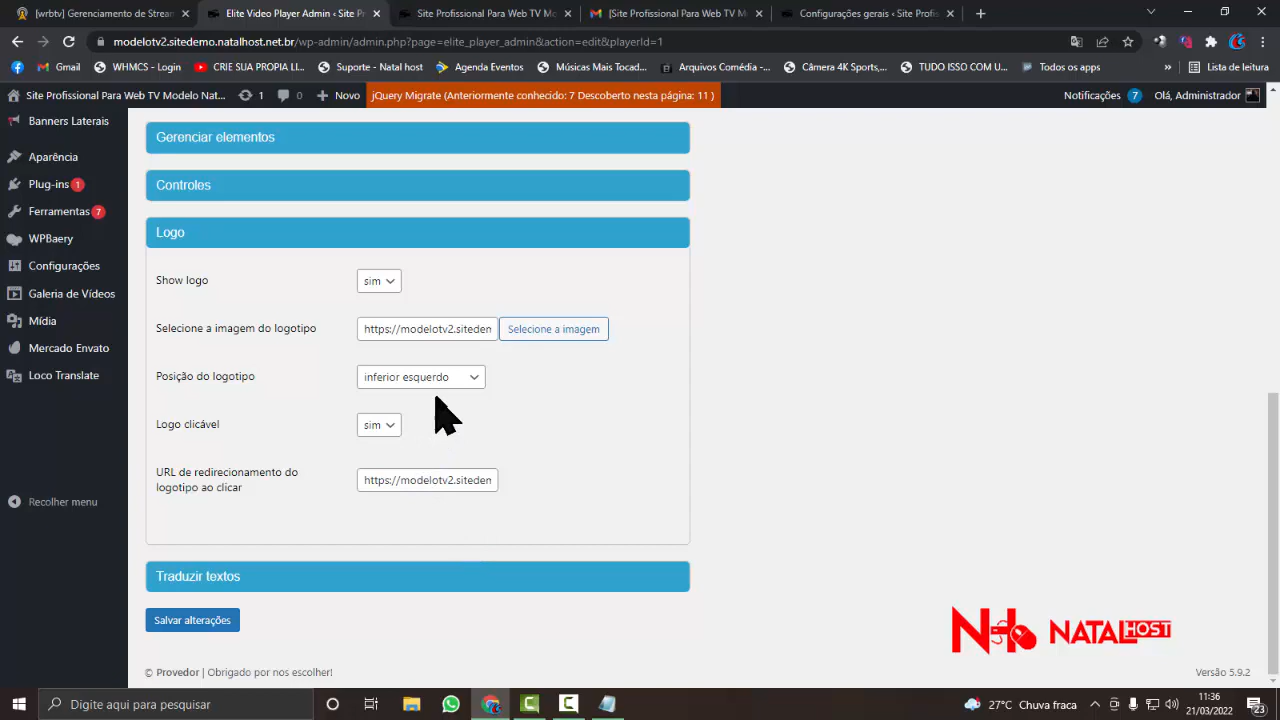 [wrbtv] Gerenciamento de Stream
Elite Video Player Admin ‹ Site P
Site Profissional Para Web TV Mo
[Site Profissional Para Web TV M
Configurações gerais ‹ Site Profis
modelotv2.sitedemo.natalhost.net.br/wp-admin/admin.php?page=elite_player_admin&action=edit&playerId=1
Gmail
WHMCS - Login
CRIE SUA PROPRIA LI...
Suporte - Natal host
Agenda Eventos
Músicas Mais Tocad...
Arquivos Comédia -...
Câmera 4K Sports,...
TUDO ISSO COM U...
Todos os apps
»
Lista de leitura
Site Profissional Para Web TV Modelo Nat...
1
0
Novo
jQuery Migrate (Anteriormente conhecido: 7 Descoberto nesta página: 11 )
Notificações 7
Olá, Administrador
Banners Laterais
Aparência
Plug-ins 1
Ferramentas 7
WPBaery
Configurações
Galeria de Vídeos
Mídia
Mercado Envato
Loco Translate
Recolher menu
Gerenciar elementos
Controles
Logo
Show logo
sim
Selecione a imagem do logotipo
https://modelotv2.siteden
Selecione a imagem
Posição do logotipo
inferior esquerdo
Logo clicável
sim
URL de redirecionamento do
logotipo ao clicar
https://modelotv2.siteden
Traduzir textos
Salvar alterações
NH NATALHOST
© Provedor | Obrigado por nos escolher!
Versão 5.9.2
Digite aqui para pesquisar
27°C Chuva fraca
11:36
21/03/2022
23